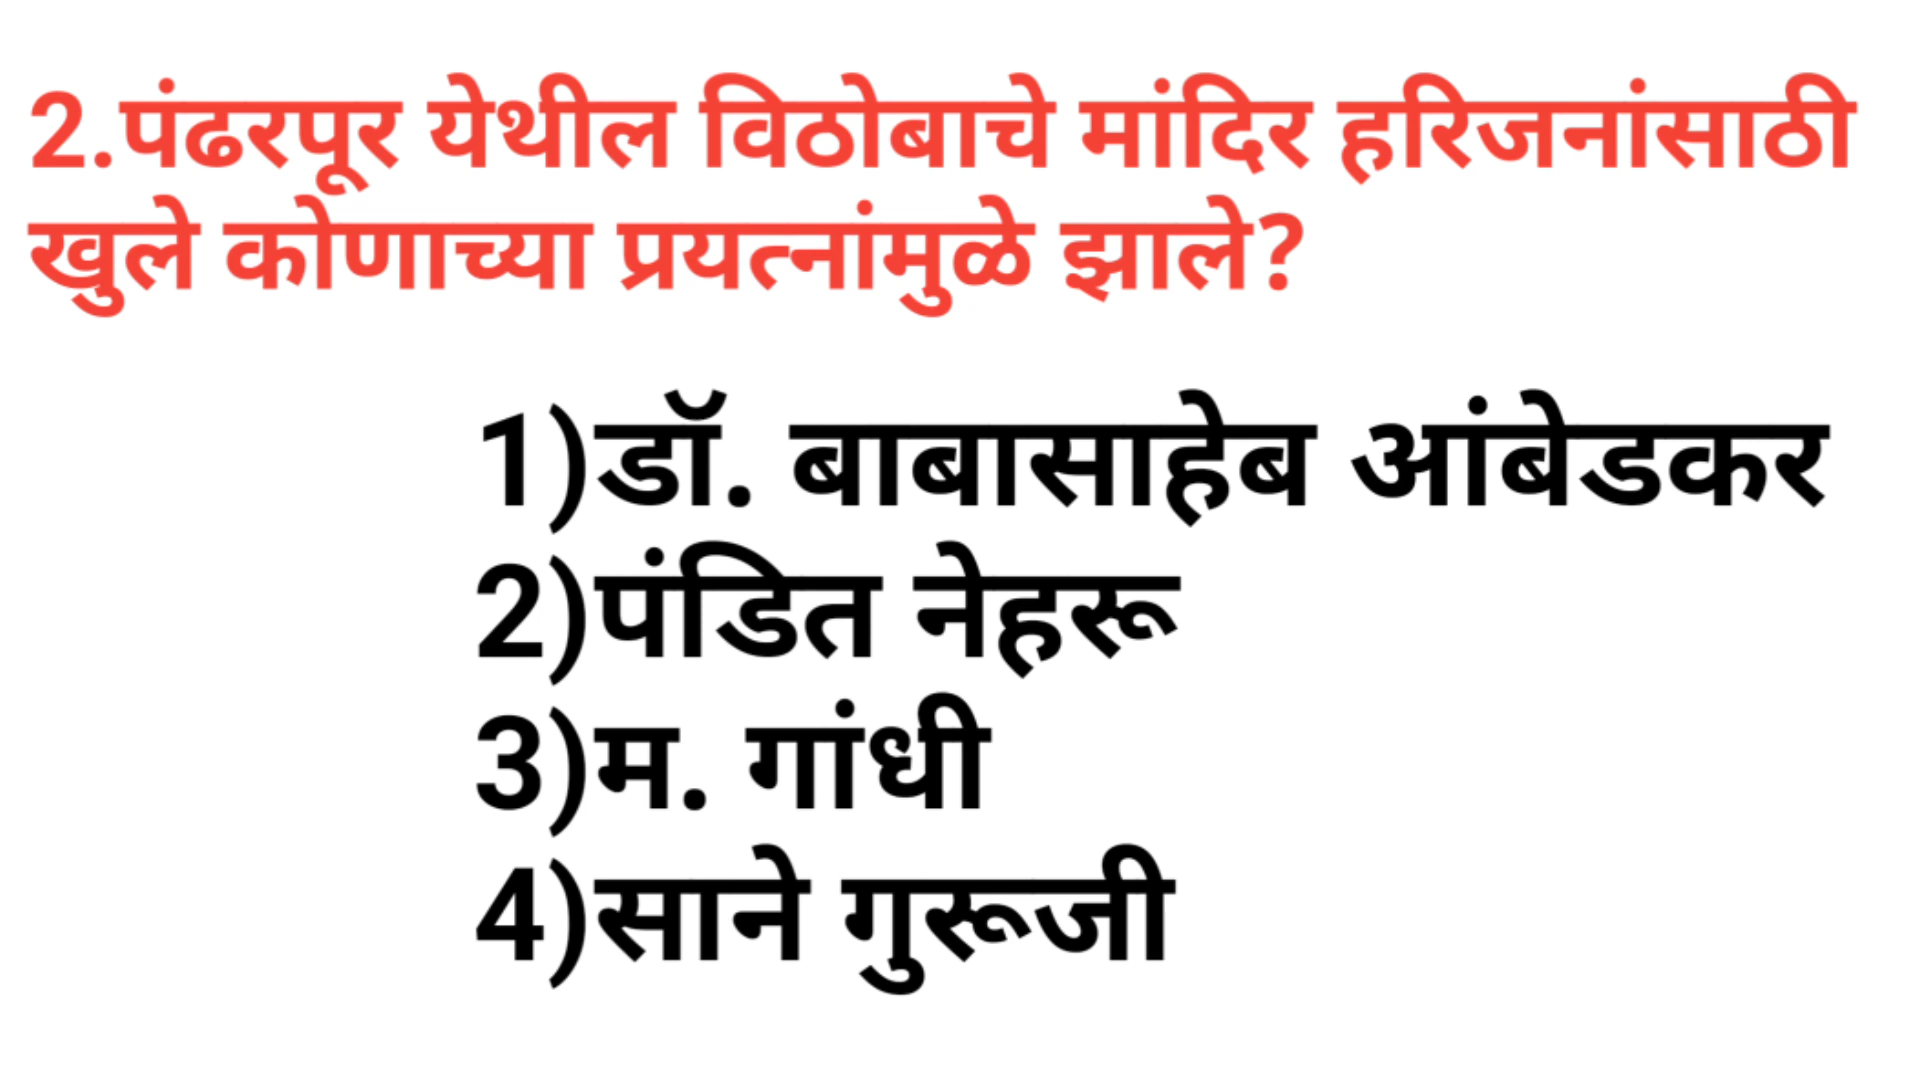 2.पंढरपूर येथील विठोबाचे मांदिर हरिजनांसाठी
खुले कोणाच्या प्रयत्नांमुळे झाले?
1)डॉ. बाबासाहेब आंबेडकर
2)पंडित नेहरू
3)म. गांधी
4)साने गुरूजी